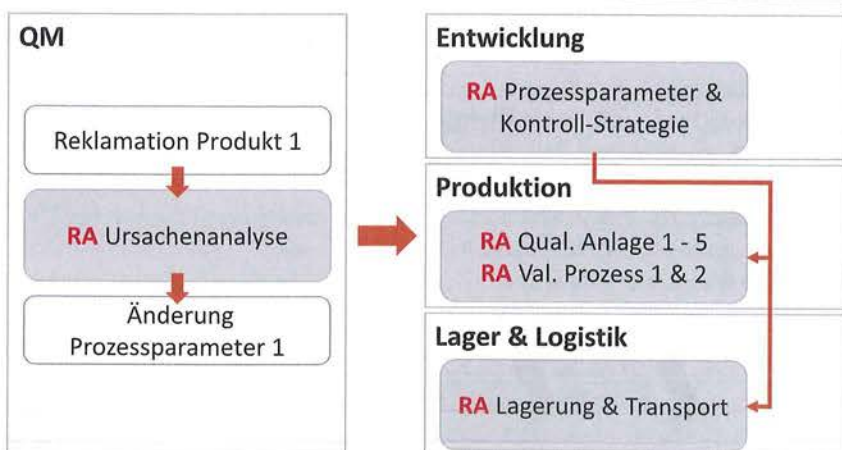 QM
Reklamation Produkt 1
RA Ursachenanalyse
Änderung
Prozessparameter 1
Entwicklung
RA Prozessparameter &
Kontroll-Strategie
Produktion
RA Qual. Anlage 1 - 5
RA Val. Prozess 1 & 2
Lager & Logistik
RA Lagerung & Transport